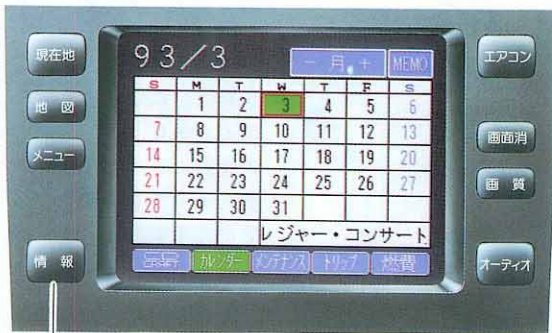 現在地
地 図
メニュー
情 報
93/3
− 月 +
MEMO
S M T W T F S
1 2 3 4 5 6
7 8 9 10 11 12 13
14 15 16 17 18 19 20
21 22 23 24 25 26 27
28 29 30 31
レジャー・コンサート
カレンダー
メンテナンス
トリップ
燃費
エアコン
画面消
画 質
オーディオ